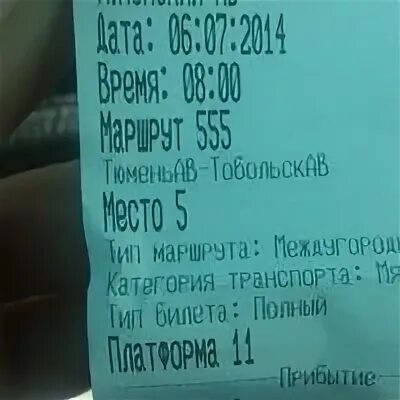 Дата: 06:07:2014
Время: 08:00
Маршрут 555
ТюменьАВ-ТобольскАВ
Место 5
Тип маршрута: Междугород
Категория транспорта: Мя
Тип билета: Полный
Платформа 11
Прибытие